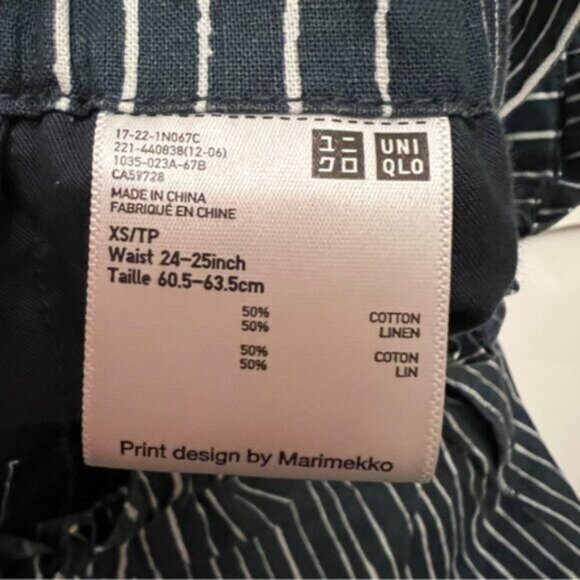 17-22-1N067C
221-440838(12-06)
1035-023A-67B
CA59728
ユニ
クロ
UNI
QLO
MADE IN CHINA
FABRIQUÉ EN CHINE
XS/TP
Waist 24-25inch
Taille 60.5-63.5cm
50% COTTON
50% LINEN
50% COTON
50% LIN
Print design by Marimekko